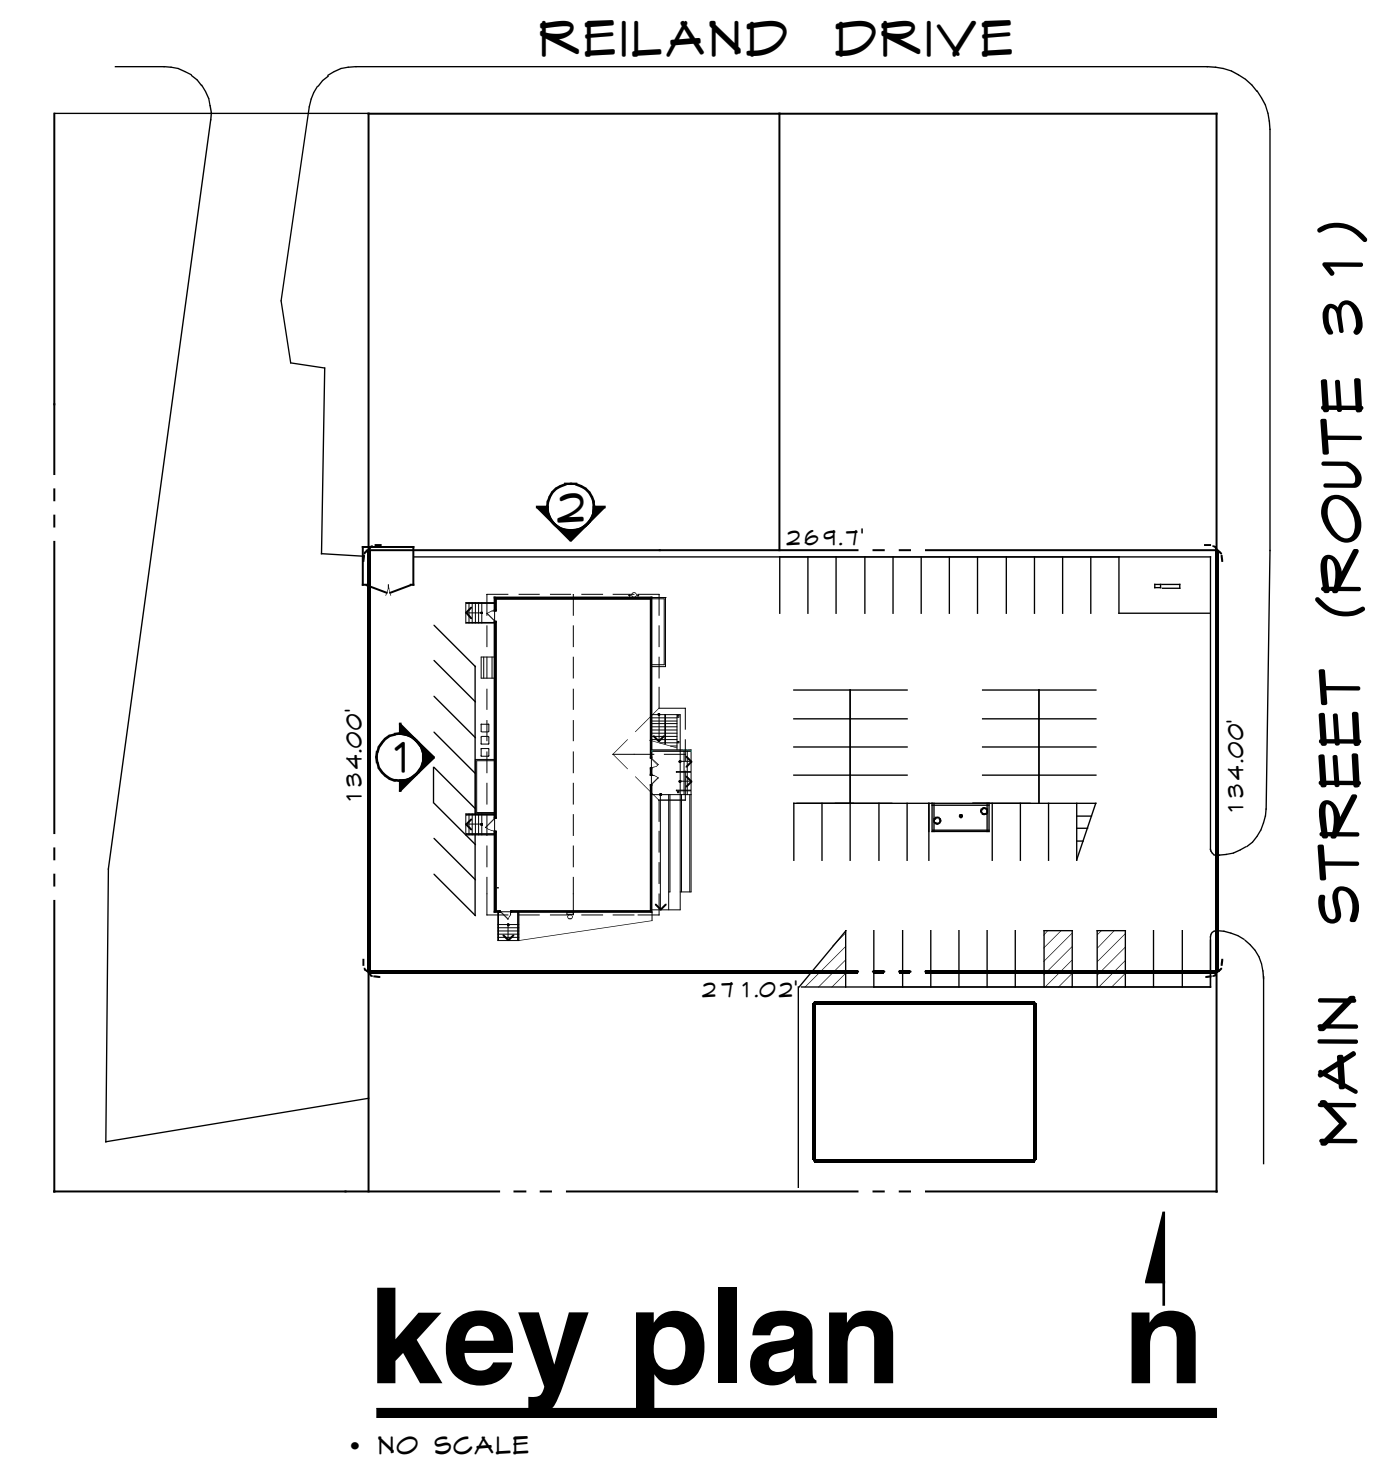 REILAND DRIVE
MAIN STREET (ROUTE 31)
2
269.7'
134.00'
1
134.00'
271.02'
n
key plan
• NO SCALE